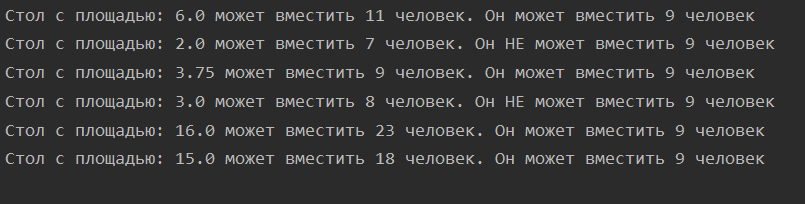 Стол с площадью: 6.0 может вместить 11 человек. Он может вместить 9 человек
Стол с площадью: 2.0 может вместить 7 человек. Он НЕ может вместить 9 человек
Стол с площадью: 3.75 может вместить 9 человек. Он может вместить 9 человек
Стол с площадью: 3.0 может вместить 8 человек. Он НЕ может вместить 9 человек
Стол с площадью: 16.0 может вместить 23 человек. Он может вместить 9 человек
Стол с площадью: 15.0 может вместить 18 человек. Он может вместить 9 человек